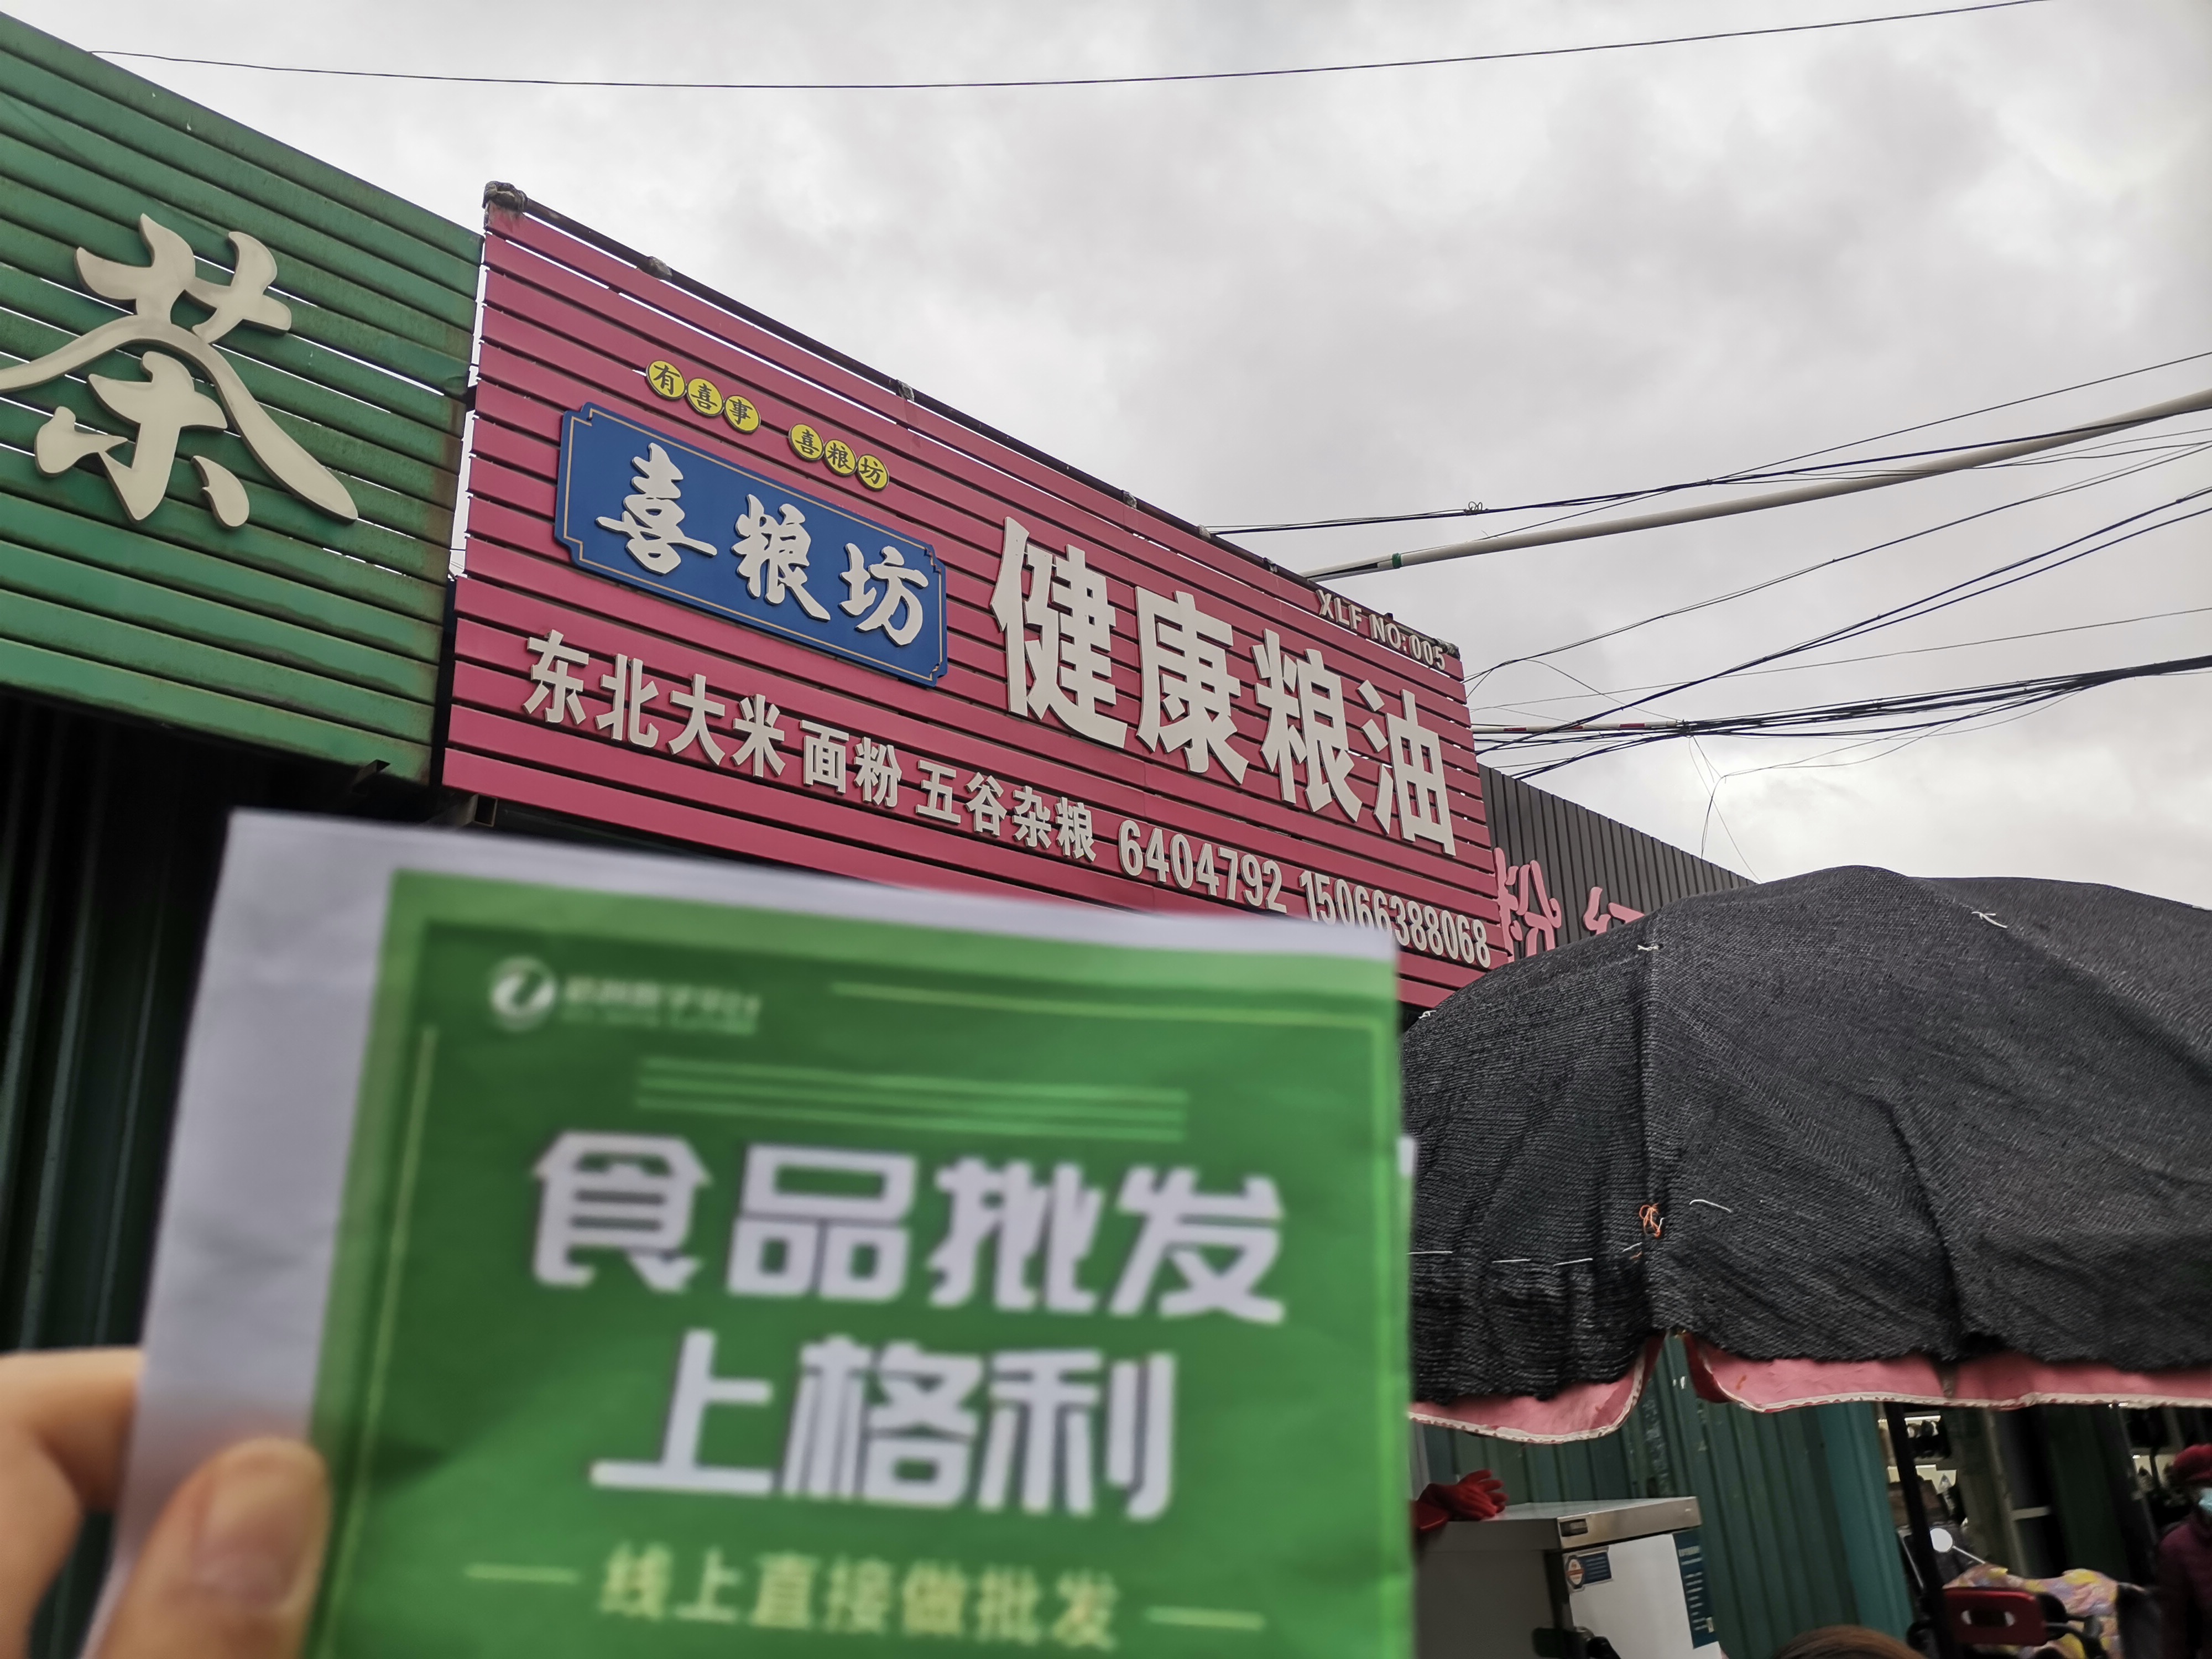 茶
有喜事 喜粮坊
喜粮坊
健康粮油
XLF NO:005
东北大米 面粉 五谷杂粮 6404792 15066388068
粉
食品批发
上格利
线上直接做批发